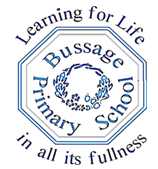 Learning for Life
Bussage
Primary School
in all its fullness